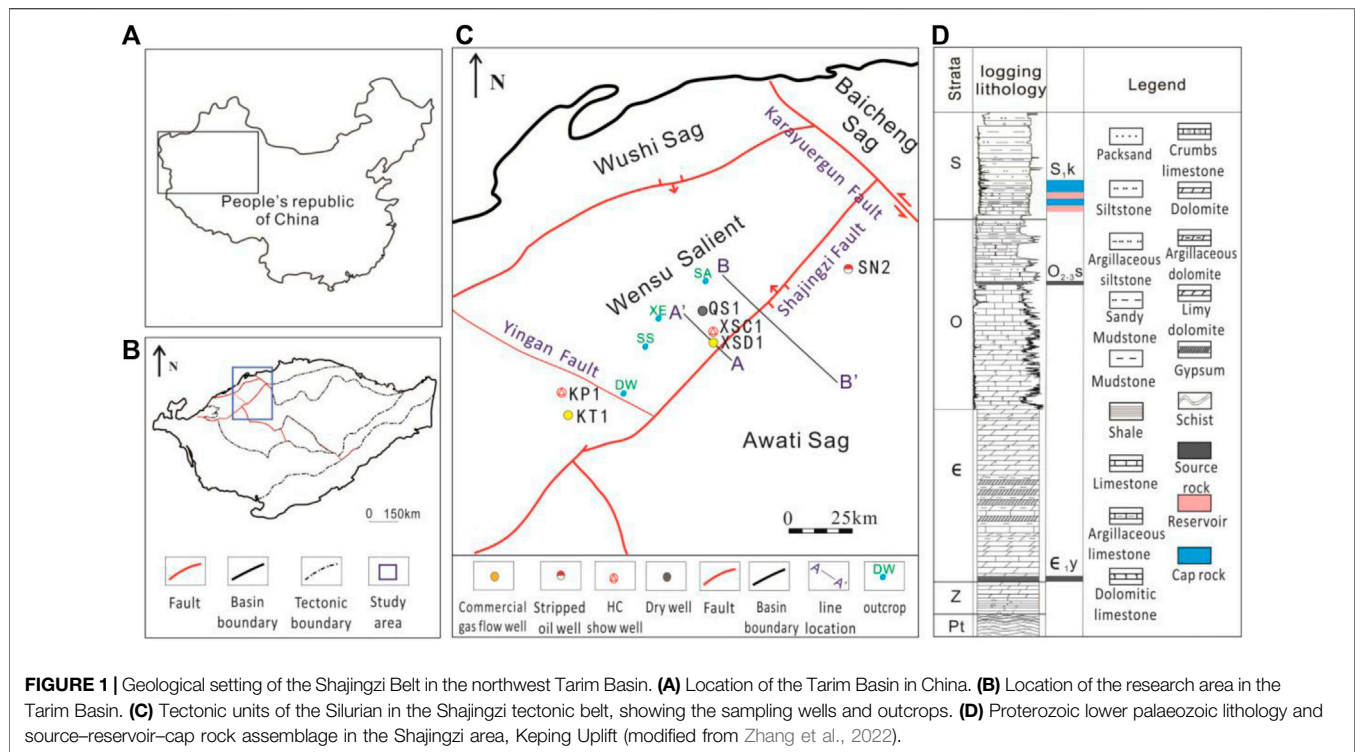 A
People's republic
of China
B
N
0 150km
Fault
Basin
boundary
Tectonic
boundary
Study
area
C
N
Wushi Sag
Baicheng
Sag
Karayuergun Fault
Wensu Salient
Shajingzi Fault
Yingan Fault
SA
B
SN2
QS1
XE
A'
XSC1
XSD1
SS
A
B'
DW
KP1
KT1
Awati Sag
0 25km
A
A'
DW
Commercial
gas flow well
Stripped
oil well
HC
show well
Dry well
Fault
Basin
boundary
line
location
outcrop
D
Strata
logging
lithology
Legend
S
O
Є
Z
Pt
S₁k
O₂₋₃s
Є₁y
Packsand
Crumbs
limestone
Siltstone
Dolomite
Argillaceous
siltstone
Argillaceous
dolomite
Sandy
Mudstone
Limy
dolomite
Mudstone
Gypsum
Shale
Schist
Limestone
Source
rock
Argillaceous
limestone
Reservoir
Dolomitic
limestone
Cap rock
FIGURE 1 | Geological setting of the Shajingzi Belt in the northwest Tarim Basin. (A) Location of the Tarim Basin in China. (B) Location of the research area in the
Tarim Basin. (C) Tectonic units of the Silurian in the Shajingzi tectonic belt, showing the sampling wells and outcrops. (D) Proterozoic lower palaeozoic lithology and
source–reservoir–cap rock assemblage in the Shajingzi area, Keping Uplift (modified from Zhang et al., 2022).